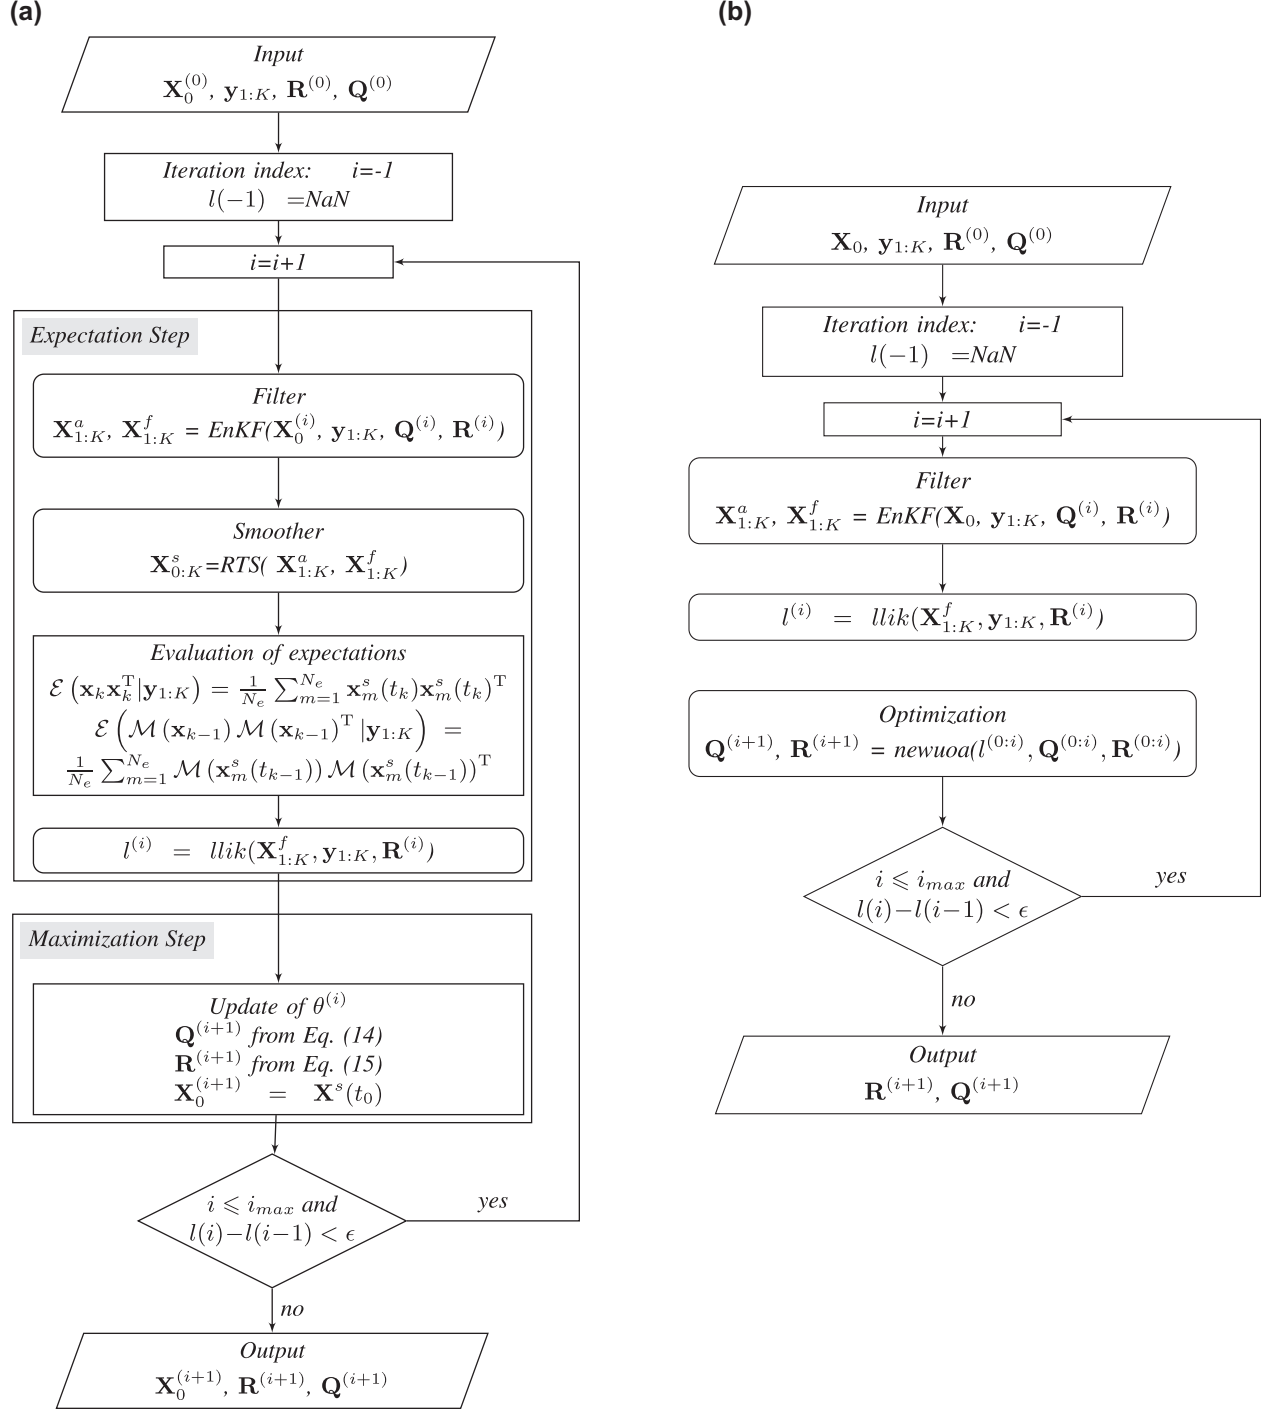 (a)
Input
X_0^{(0)}, y_{1:K}, R^{(0)}, Q^{(0)}
Iteration index: i=-1
l(−1) =NaN
i=i+1
Expectation Step
Filter
X^a_{1:K}, X^f_{1:K} = EnKF(X_0^{(i)}, y_{1:K}, Q^{(i)}, R^{(i)})
Smoother
X^s_{0:K}=RTS( X^a_{1:K}, X^f_{1:K})
Evaluation of expectations
ℰ (x_k x_k^T|y_{1:K}) = \frac{1}{N_e} ∑_{m=1}^{N_e} x_m^s(t_k)x_m^s(t_k)^T
ℰ (ℳ (x_{k−1}) ℳ (x_{k−1})^T |y_{1:K}) =
\frac{1}{N_e} ∑_{m=1}^{N_e} ℳ (x_m^s(t_{k−1})) ℳ (x_m^s(t_{k−1}))^T
l^{(i)} = llik(X^f_{1:K}, y_{1:K}, R^{(i)})
Maximization Step
Update of θ^{(i)}
Q^{(i+1)} from Eq. (14)
R^{(i+1)} from Eq. (15)
X_0^{(i+1)} = X^s(t_0)
i ⩽ i_{max} and
l(i)−l(i−1) < ϵ
yes
no
Output
X_0^{(i+1)}, R^{(i+1)}, Q^{(i+1)}
(b)
Input
X_0, y_{1:K}, R^{(0)}, Q^{(0)}
Iteration index: i=-1
l(−1) =NaN
i=i+1
Filter
X^a_{1:K}, X^f_{1:K} = EnKF(X_0, y_{1:K}, Q^{(i)}, R^{(i)})
l^{(i)} = llik(X^f_{1:K}, y_{1:K}, R^{(i)})
Optimization
Q^{(i+1)}, R^{(i+1)} = newuoa(l^{(0:i)}, Q^{(0:i)}, R^{(0:i)})
i ⩽ i_{max} and
l(i)−l(i−1) < ϵ
yes
no
Output
R^{(i+1)}, Q^{(i+1)}